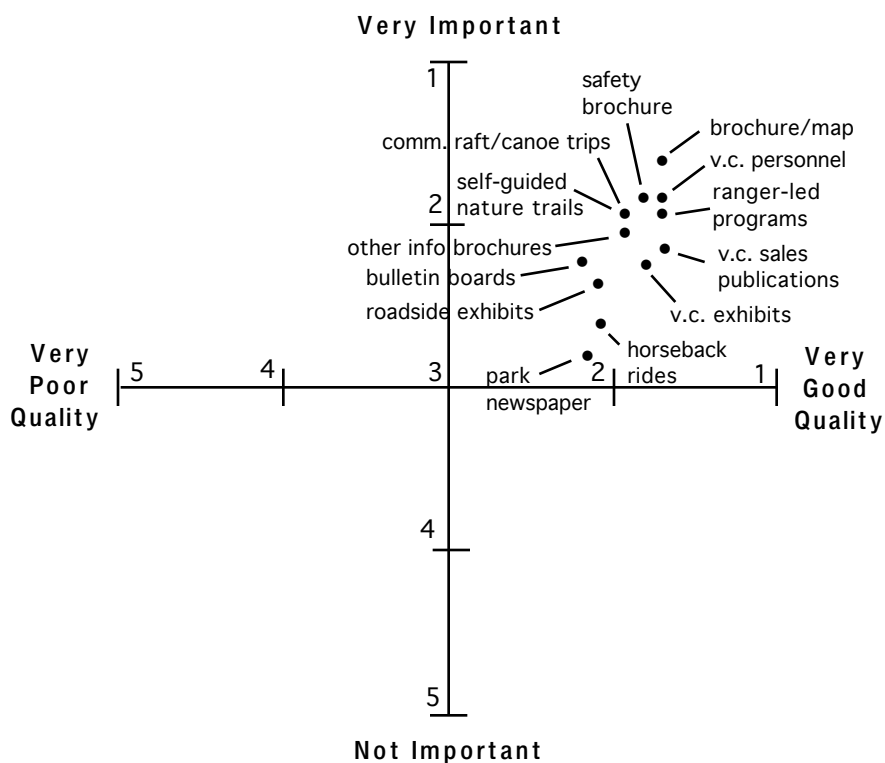 Very Important
1
safety
brochure
brochure/map
comm. raft/canoe trips
v.c. personnel
self-guided
nature trails
ranger-led
programs
2
other info brochures
v.c. sales
publications
bulletin boards
roadside exhibits
v.c. exhibits
horseback
rides
park
newspaper
Very
Poor
Quality
5
4
3
2
1
Very
Good
Quality
4
5
Not Important